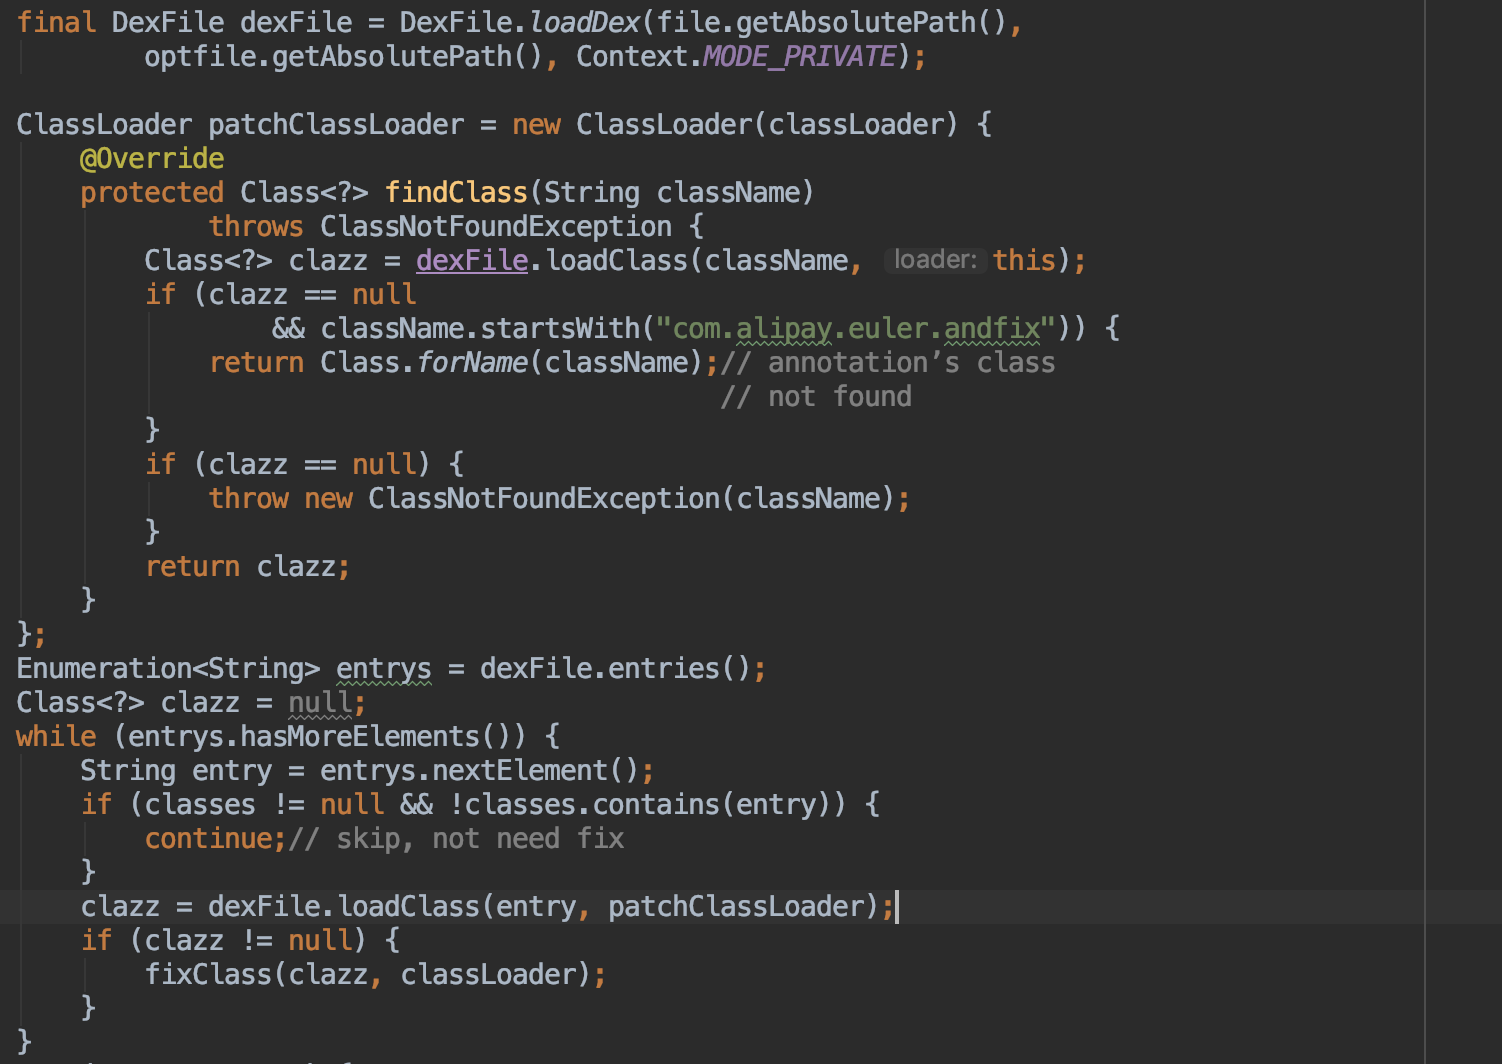 final DexFile dexFile = DexFile.loadDex(file.getAbsolutePath(),
        optfile.getAbsolutePath(), Context.MODE_PRIVATE);

ClassLoader patchClassLoader = new ClassLoader(classLoader) {
    @Override
    protected Class<?> findClass(String className)
            throws ClassNotFoundException {
        Class<?> clazz = dexFile.loadClass(className, loader: this);
        if (clazz == null
                && className.startsWith("com.alipay.euler.andfix")) {
            return Class.forName(className);// annotation’s class
                                            // not found
        }
        if (clazz == null) {
            throw new ClassNotFoundException(className);
        }
        return clazz;
    }
};
Enumeration<String> entrys = dexFile.entries();
Class<?> clazz = null;
while (entrys.hasMoreElements()) {
    String entry = entrys.nextElement();
    if (classes != null && !classes.contains(entry)) {
        continue;// skip, not need fix
    }
    clazz = dexFile.loadClass(entry, patchClassLoader);
    if (clazz != null) {
        fixClass(clazz, classLoader);
    }
}